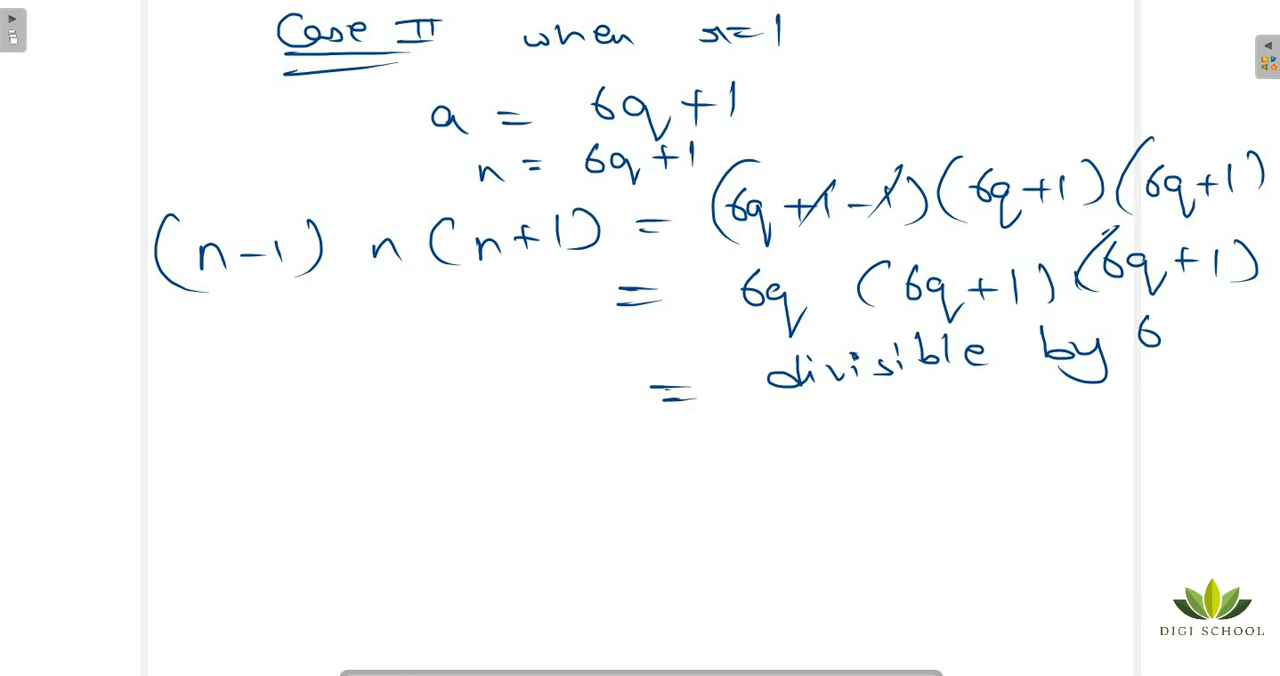 Case II when r=1
a = 6q+1
n = 6q+1
(n-1) n (n+1) = (6q+1-1)(6q+1)(6q+1)
= 6q (6q+1)(6q+1)
= divisible by 6
DIGI SCHOOL